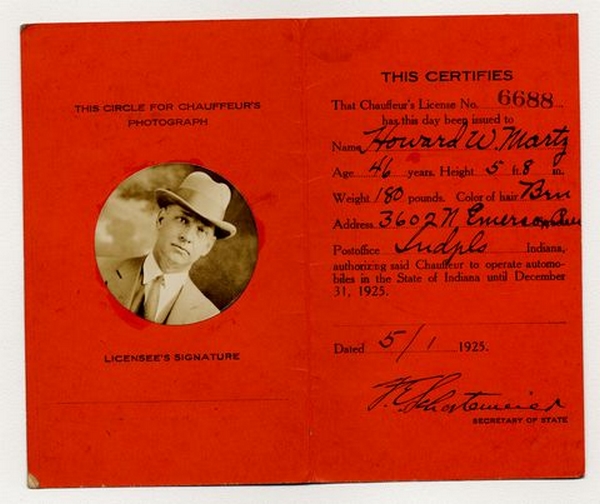 THIS CIRCLE FOR CHAUFFEUR'S
PHOTOGRAPH
LICENSEE'S SIGNATURE
THIS CERTIFIES
That Chauffeur's License No. 6688
has this day been issued to
Name Howard W. Martz
Age 46 years. Height 5 ft. 8 in.
Weight 180 pounds. Color of hair Brn
Address 3602 N Emerson
Postoffice Indpls Indiana,
authorizing said Chauffeur to operate automo-
biles in the State of Indiana until December
31, 1925.
Dated 5/1 1925.
F. E. Schortemeier
SECRETARY OF STATE